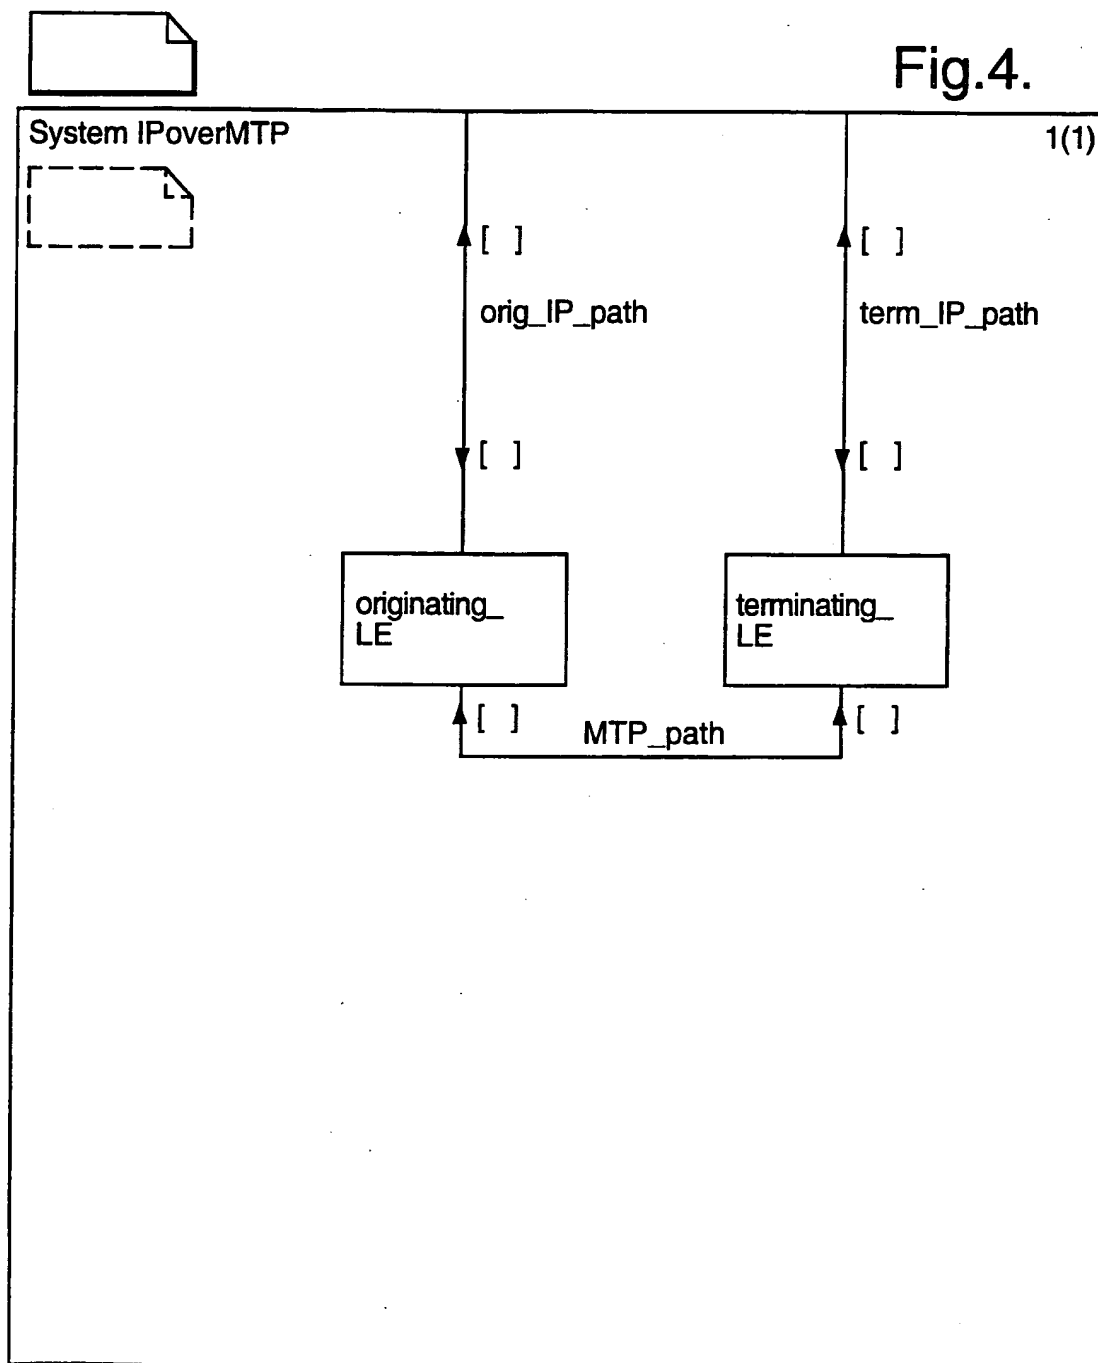 Fig.4.
System IPoverMTP
1(1)
[ ]
[ ]
orig_IP_path
term_IP_path
[ ]
[ ]
originating_
LE
terminating_
LE
[ ]
MTP_path
[ ]